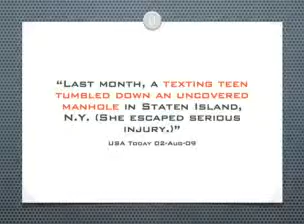 “Last month, a texting teen
tumbled down an uncovered
manhole in Staten Island,
N.Y. (She escaped serious
injury.)”
USA Today 02-Aug-09